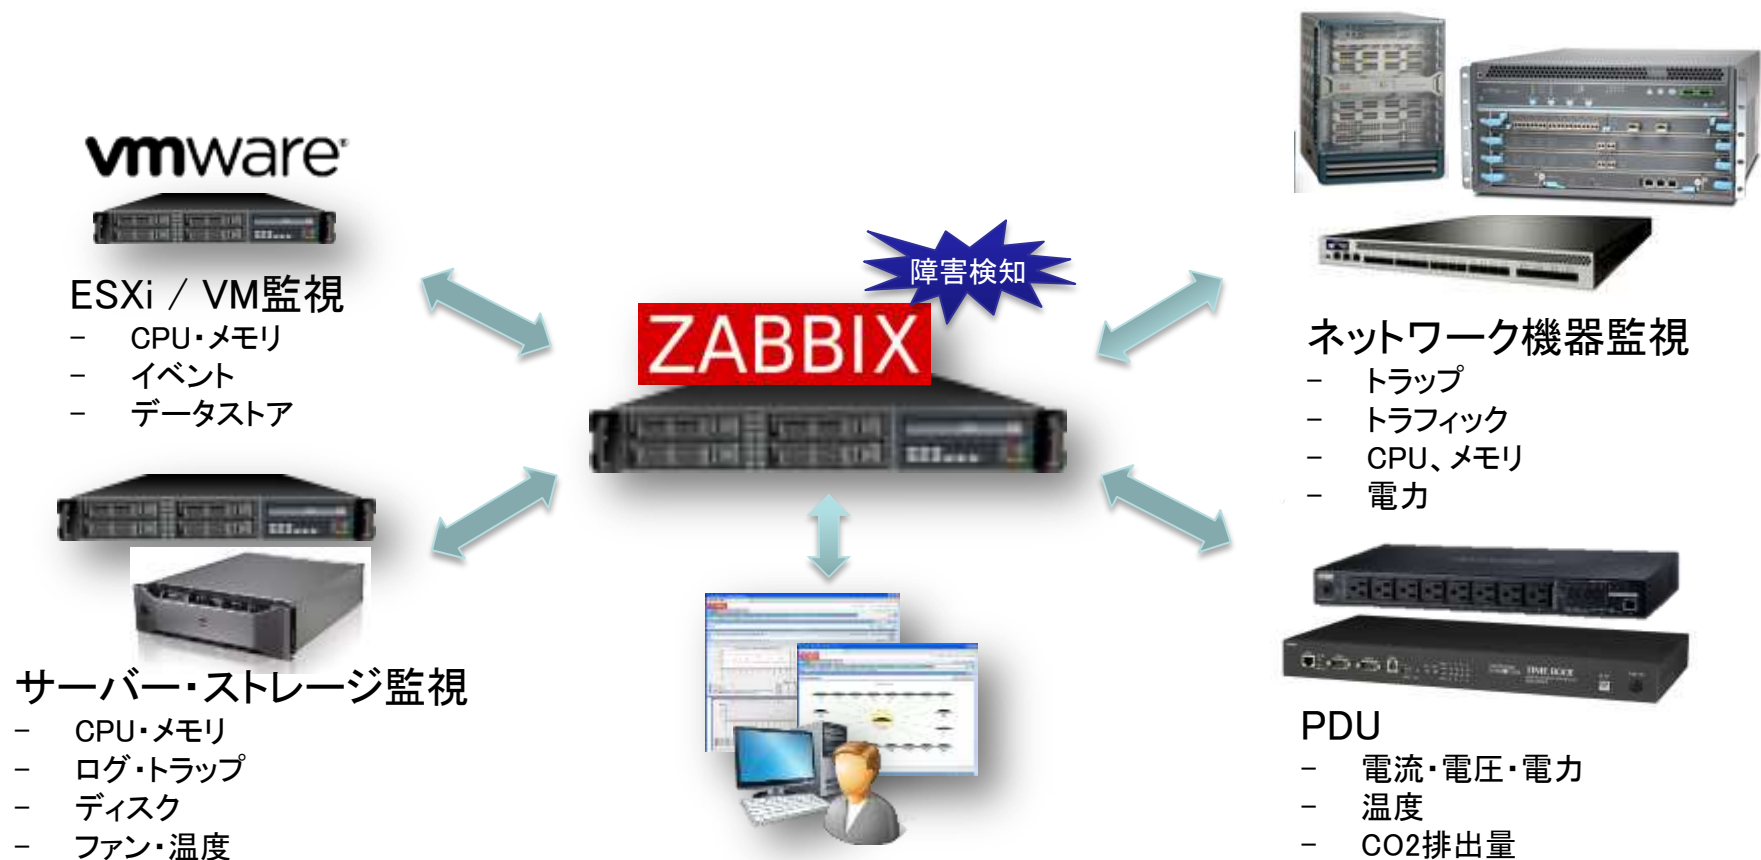 vmware
ESXi / VM監視
- CPU・メモリ
- イベント
- データストア
サーバー・ストレージ監視
- CPU・メモリ
- ログ・トラップ
- ディスク
- ファン・温度
障害検知
ZABBIX
ネットワーク機器監視
- トラップ
- トラフィック
- CPU、メモリ
- 電力
PDU
- 電流・電圧・電力
- 温度
- CO2排出量